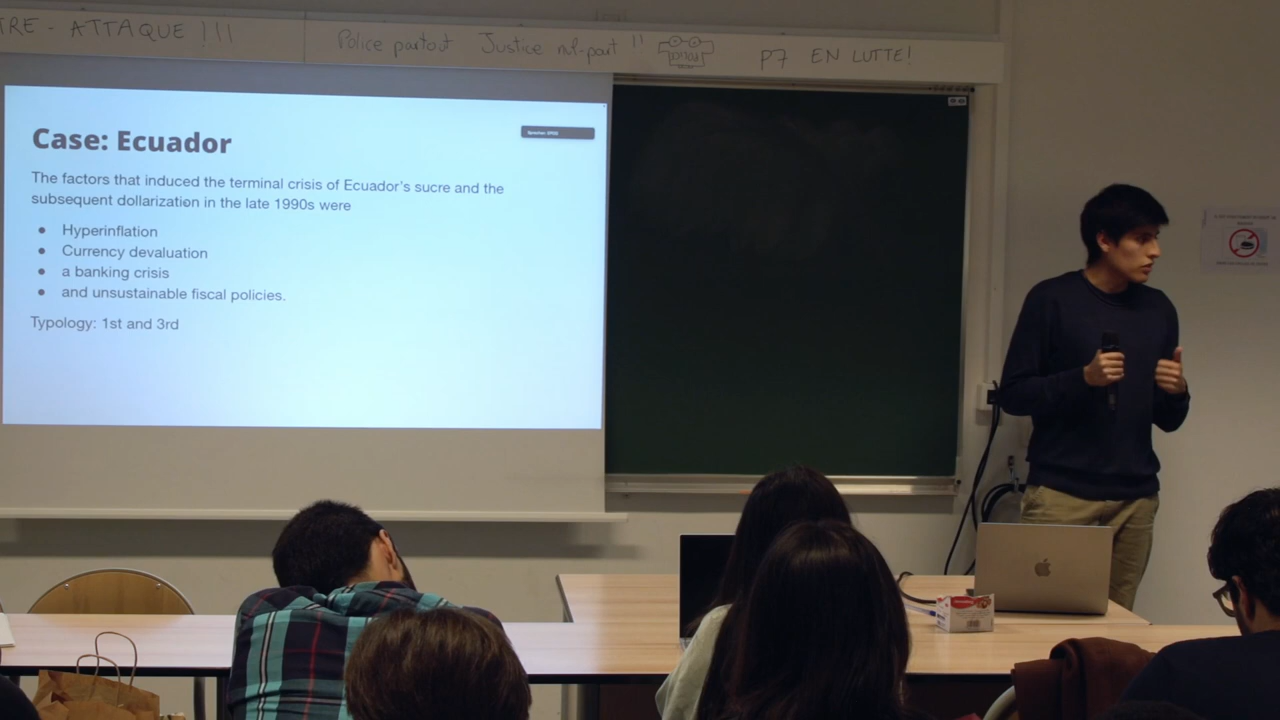 TRE - ATTAQUE !!!
Police partout Justice nul-part !!
P7 EN LUTTE!
Case: Ecuador
The factors that induced the terminal crisis of Ecuador's sucre and the
subsequent dollarization in the late 1990s were
● Hyperinflation
● Currency devaluation
● a banking crisis
● and unsustainable fiscal policies.
Typology: 1st and 3rd